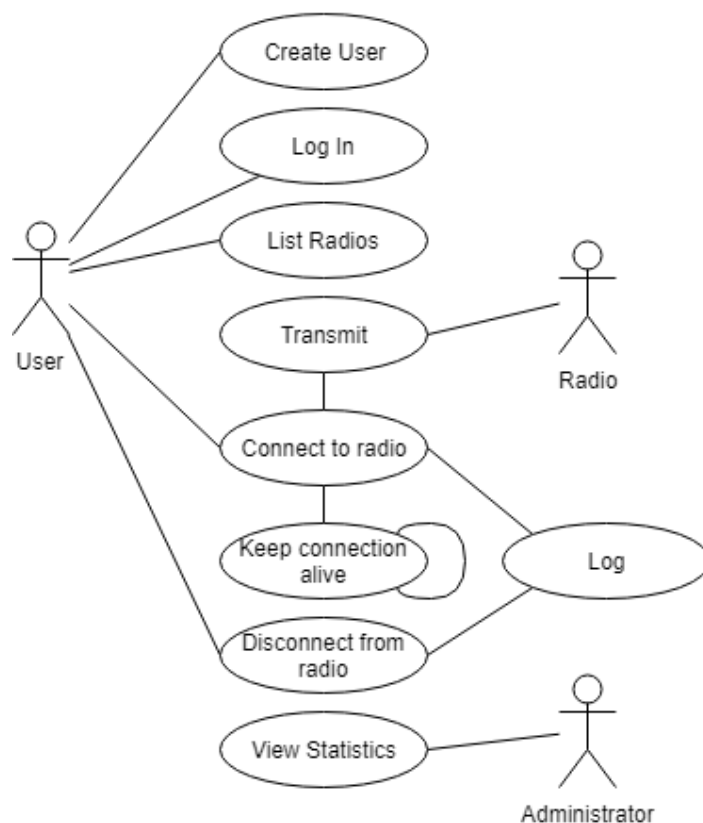 Create User
Log In
List Radios
User
Transmit
Radio
Connect to radio
Keep connection
alive
Log
Disconnect from
radio
View Statistics
Administrator